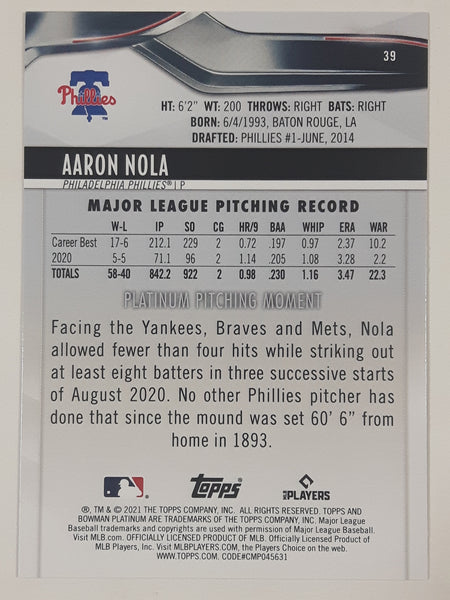 39
Phillies
HT: 6'2" WT: 200 THROWS: RIGHT BATS: RIGHT
BORN: 6/4/1993, BATON ROUGE, LA
DRAFTED: PHILLIES #1-JUNE, 2014
AARON NOLA
PHILADELPHIA PHILLIES® | P
MAJOR LEAGUE PITCHING RECORD
W-L IP SO CG HR/9 BAA WHIP ERA WAR
Career Best 17-6 212.1 229 2 0.72 .197 0.97 2.37 10.2
2020 5-5 71.1 96 2 1.14 .205 1.08 3.28 2.2
TOTALS 58-40 842.2 922 2 0.98 .230 1.16 3.47 22.3
PLATINUM PITCHING MOMENT
Facing the Yankees, Braves and Mets, Nola
allowed fewer than four hits while striking out
at least eight batters in three successive starts
of August 2020. No other Phillies pitcher has
done that since the mound was set 60' 6" from
home in 1893.
Topps
MLB PLAYERS
®, TM & © 2021 THE TOPPS COMPANY, INC. ALL RIGHTS RESERVED. TOPPS AND
BOWMAN PLATINUM ARE TRADEMARKS OF THE TOPPS COMPANY, INC. Major League
Baseball trademarks and copyrights are used with permission of Major League Baseball.
Visit MLB.com. OFFICIALLY LICENSED PRODUCT OF MLB. Officially Licensed Product of
MLB Players, Inc. Visit MLBPLAYERS.com, the Players Choice on the web.
WWW.TOPPS.COM. CODE#CMP045631